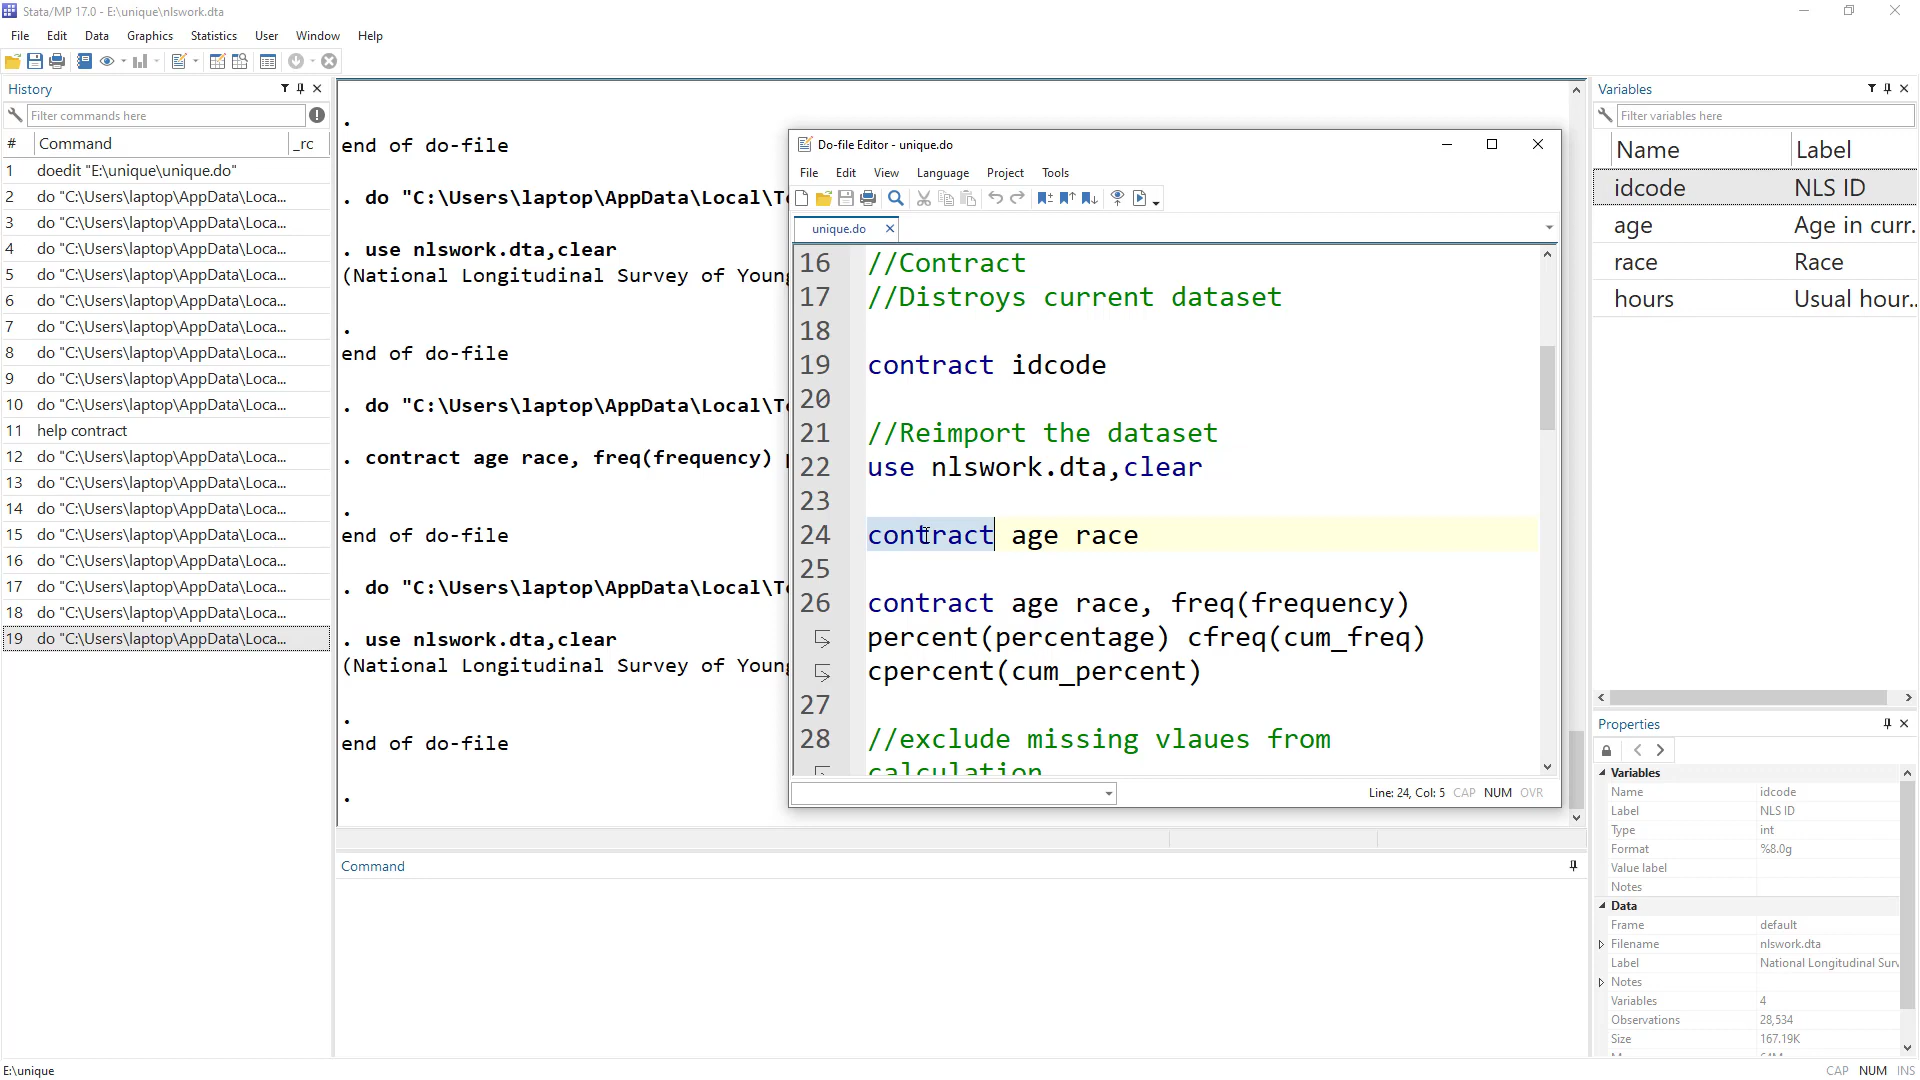 Stata/MP 17.0 - E:\unique\nlswork.dta
File Edit Data Graphics Statistics User Window Help
History
Filter commands here
# Command _rc
1 doedit "E:\unique\unique.do"
2 do "C:\Users\laptop\AppData\Loca...
3 do "C:\Users\laptop\AppData\Loca...
4 do "C:\Users\laptop\AppData\Loca...
5 do "C:\Users\laptop\AppData\Loca...
6 do "C:\Users\laptop\AppData\Loca...
7 do "C:\Users\laptop\AppData\Loca...
8 do "C:\Users\laptop\AppData\Loca...
9 do "C:\Users\laptop\AppData\Loca...
10 do "C:\Users\laptop\AppData\Loca...
11 help contract
12 do "C:\Users\laptop\AppData\Loca...
13 do "C:\Users\laptop\AppData\Loca...
14 do "C:\Users\laptop\AppData\Loca...
15 do "C:\Users\laptop\AppData\Loca...
16 do "C:\Users\laptop\AppData\Loca...
17 do "C:\Users\laptop\AppData\Loca...
18 do "C:\Users\laptop\AppData\Loca...
19 do "C:\Users\laptop\AppData\Loca...
.
end of do-file
. do "C:\Users\laptop\AppData\Local\T
. use nlswork.dta,clear
(National Longitudinal Survey of Young
.
end of do-file
. do "C:\Users\laptop\AppData\Local\T
. contract age race, freq(frequency)
.
end of do-file
. do "C:\Users\laptop\AppData\Local\T
. use nlswork.dta,clear
(National Longitudinal Survey of Young
.
end of do-file
.
Command
Do-file Editor - unique.do
File Edit View Language Project Tools
unique.do
16 //Contract
17 //Distroys current dataset
18
19 contract idcode
20
21 //Reimport the dataset
22 use nlswork.dta,clear
23
24 contract age race
25
26 contract age race, freq(frequency)
percent(percentage) cfreq(cum_freq)
cpercent(cum_percent)
27
28 //exclude missing vlaues from
calculation
Line: 24, Col: 5 CAP NUM OVR
Variables
Filter variables here
Name Label
idcode NLS ID
age Age in curr...
race Race
hours Usual hour...
Properties
Variables
Name idcode
Label NLS ID
Type int
Format %8.0g
Value label
Notes
Data
Frame default
Filename nlswork.dta
Label National Longitudinal Sur
Notes
Variables 4
Observations 28,534
Size 167.19K
E:\unique
CAP NUM INS